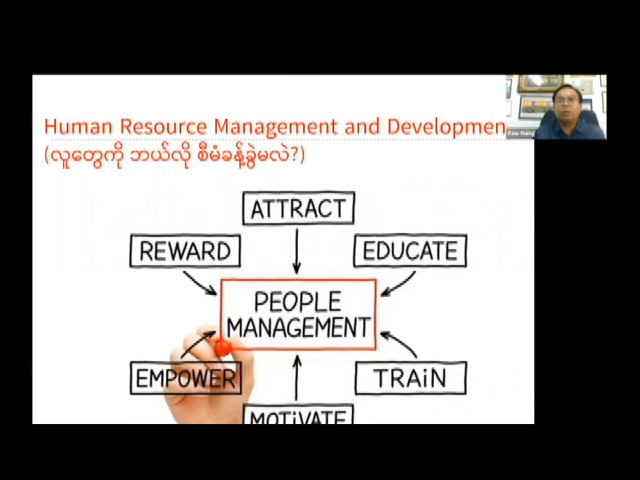 Human Resource Management and Developmen
(လူတွေကို ဘယ်လို စီမံခန့်ခွဲမလဲ?)
ATTRACT
REWARD
EDUCATE
PEOPLE
MANAGEMENT
EMPOWER
TRAiN
MOTiVATE